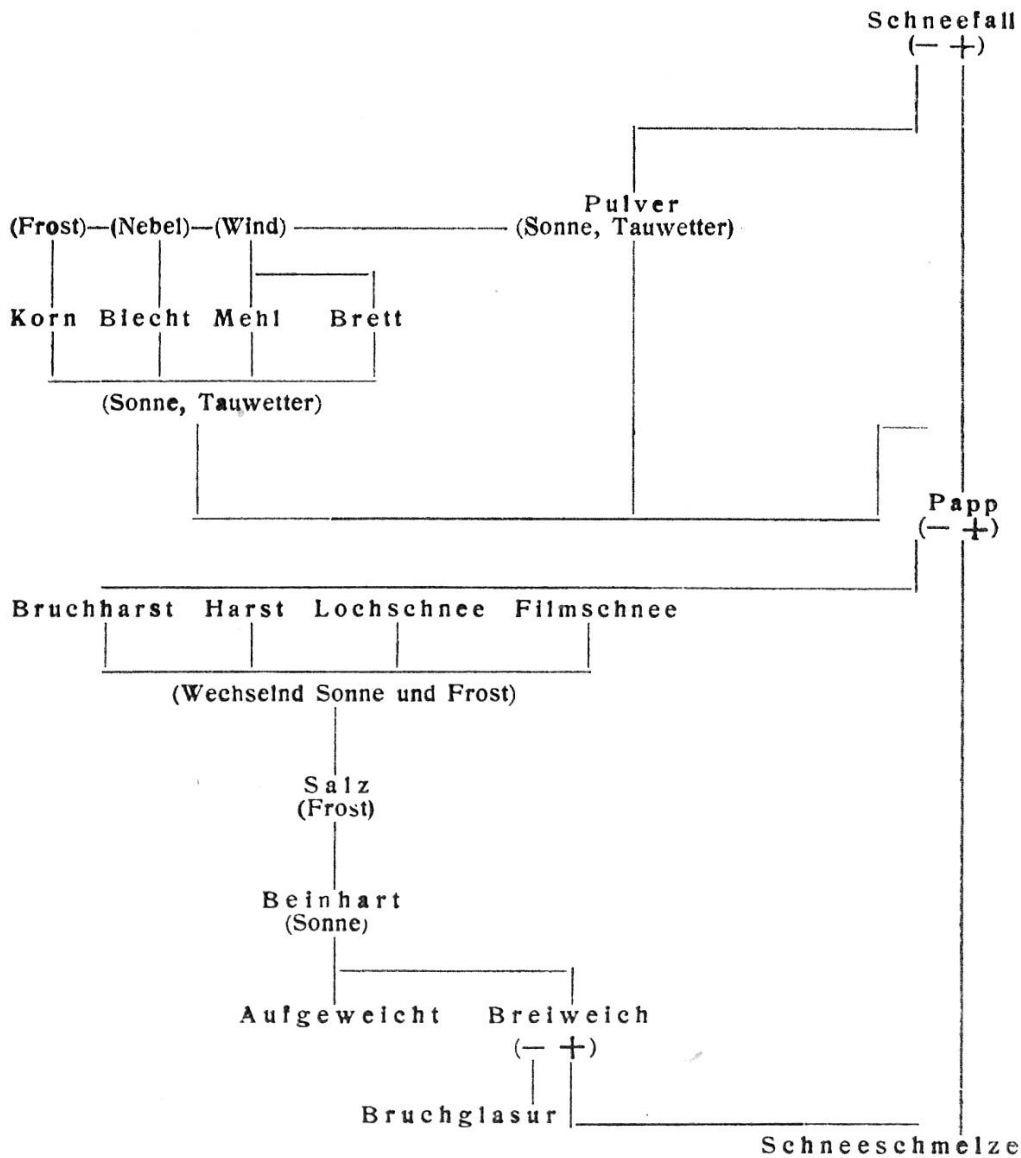 Schneefall
(— +)
Pulver
(Frost)—(Nebel)—(Wind)
(Sonne, Tauwetter)
Korn Biecht Mehl Brett
(Sonne, Tauwetter)
Papp
(— +)
Bruchharst Harst Lochschnee Filmschnee
(Wechselnd Sonne und Frost)
Salz
(Frost)
Beinhart
(Sonne)
Aufgeweicht Breiweich
(— +)
Bruchglasur
Schneeschmelze